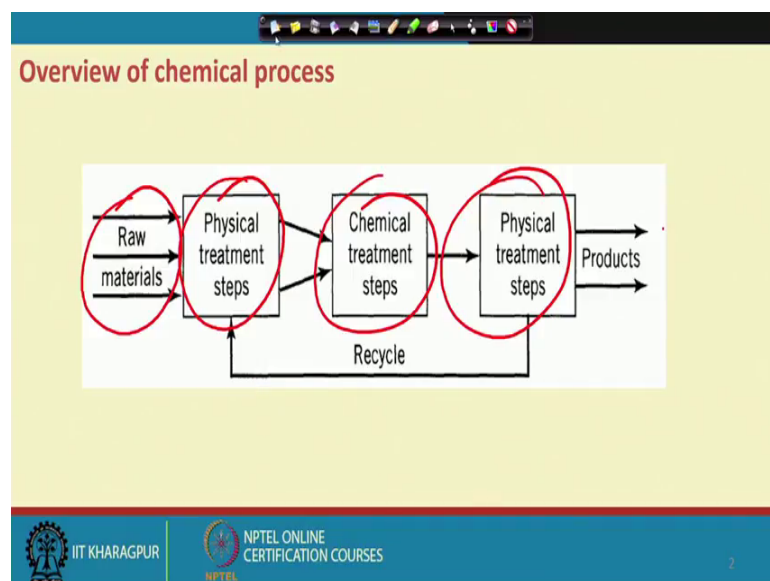 Overview of chemical process
Raw
materials
Physical
treatment
steps
Chemical
treatment
steps
Physical
treatment
steps
Products
Recycle
IIT KHARAGPUR
NPTEL ONLINE
CERTIFICATION COURSES
NPTEL
2